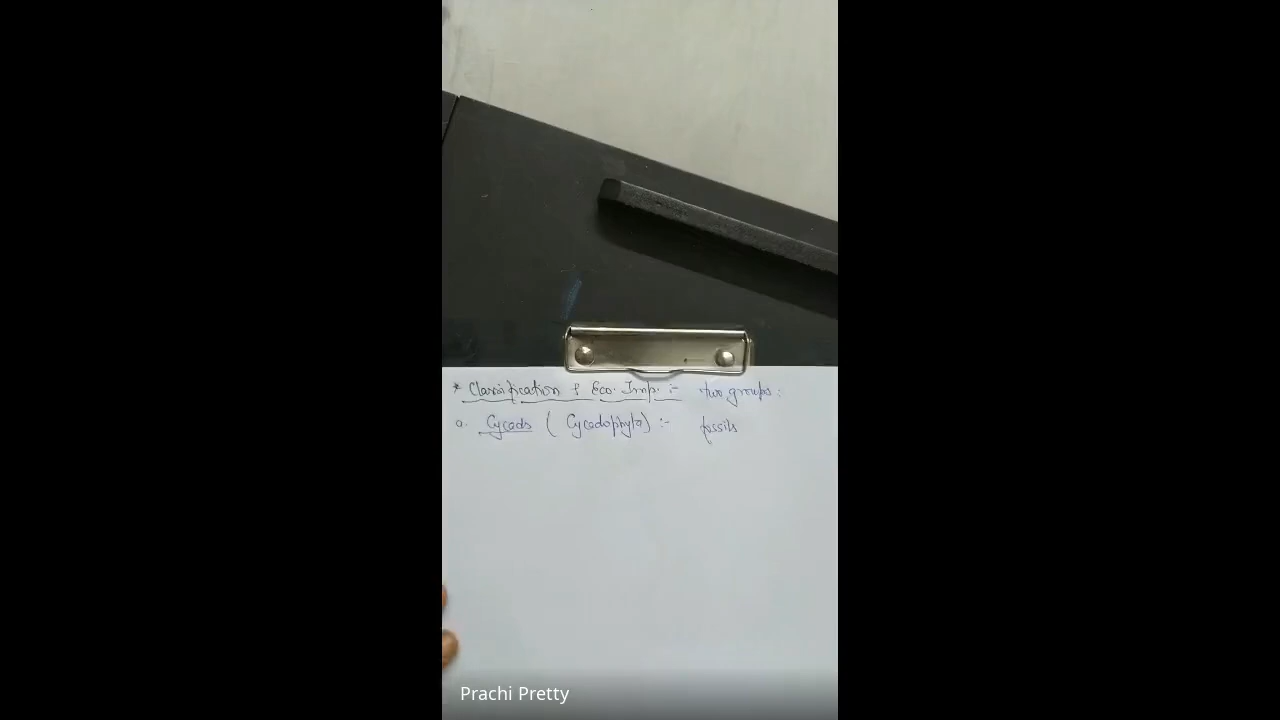 * Classification & Eco. Imp. :- two groups :
a. Cycads ( Cycadophyta) :- fossils
Prachi Pretty